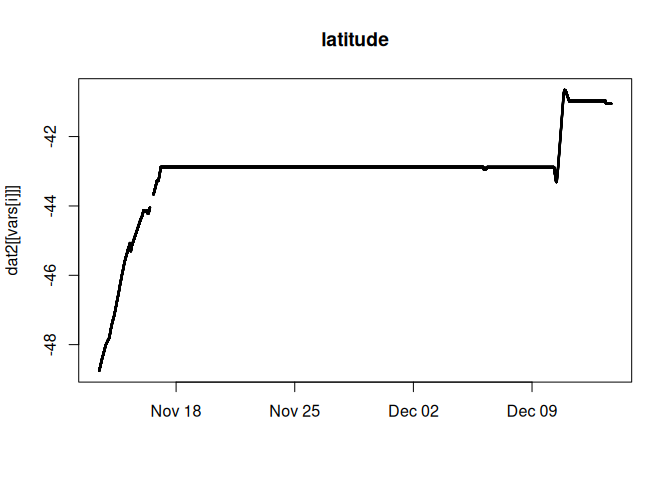 latitude
dat2[[vars[i]]]
-42
-44
-46
-48
Nov 18
Nov 25
Dec 02
Dec 09